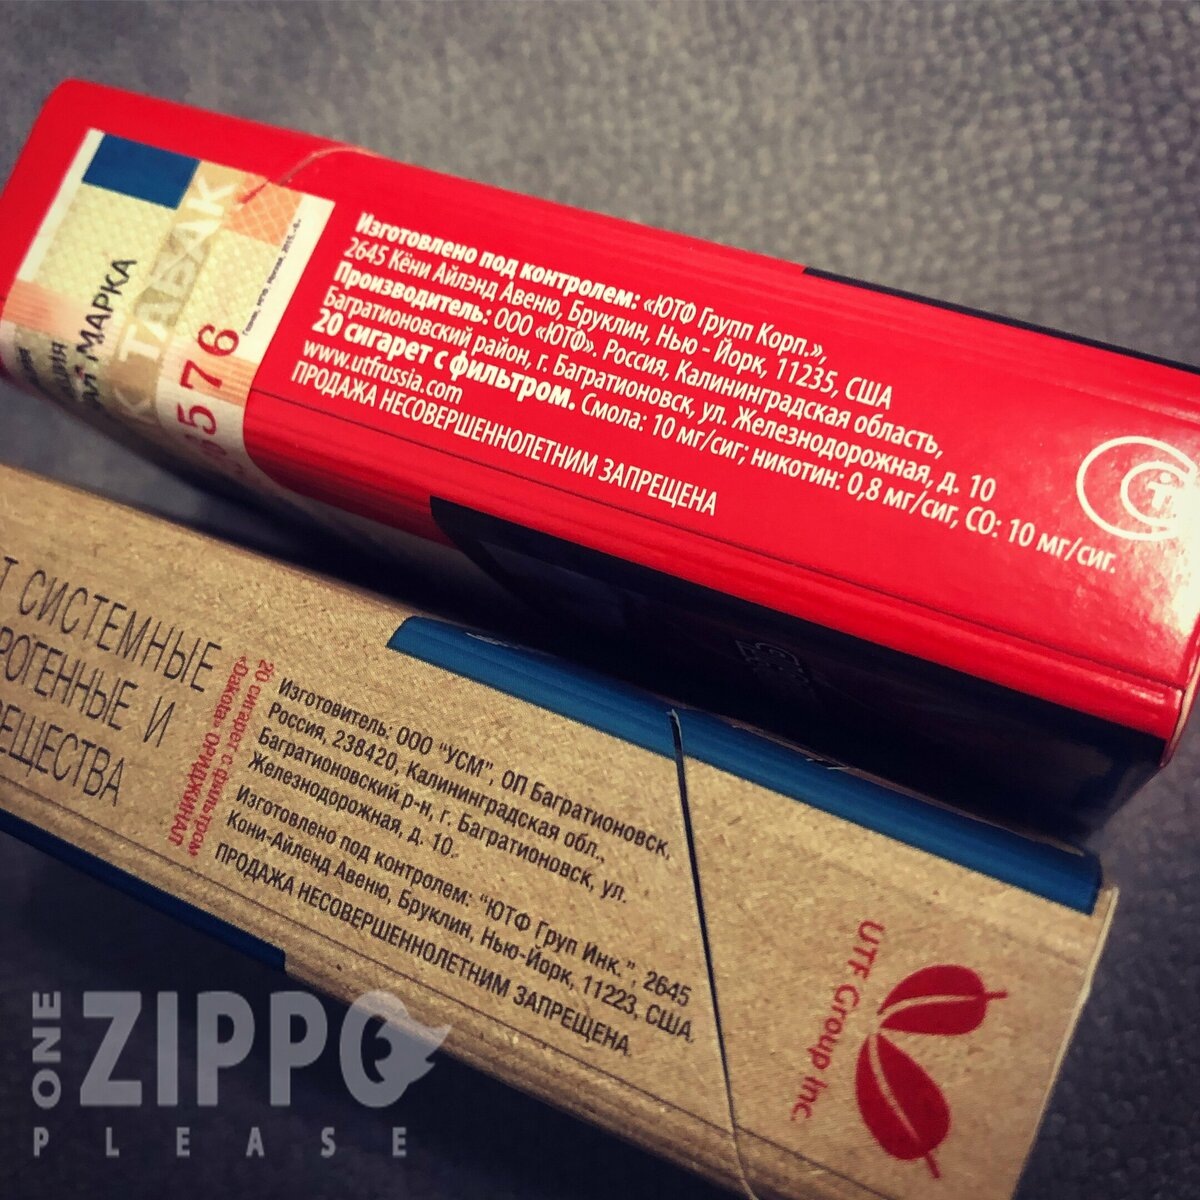 МАРКА
ТАБАК
576
Изготовлено под контролем: «ЮТФ Групп Корп.»,
2645 Кёни Айлэнд Авеню, Бруклин, Нью - Йорк, 11235, США
Производитель: ООО «ЮТФ». Россия, Калининградская область,
Багратионовский район, г. Багратионовск, ул. Железнодорожная, д. 10
20 сигарет с фильтром. Смола: 10 мг/сиг; никотин: 0,8 мг/сиг, СО: 10 мг/сиг.
www.utfrussia.com
ПРОДАЖА НЕСОВЕРШЕННОЛЕТНИМ ЗАПРЕЩЕНА
Т СИСТЕМНЫЕ
РОГЕННЫЕ И
ЕЩЕСТВА
20 сигарет с фильтром
«Dakota» ОРИДЖИНАЛ
Изготовитель: ООО "УСМ", ОП Багратионовск,
Россия, 238420, Калининградская обл.,
Багратионовский р-н, г. Багратионовск, ул.
Железнодорожная, д. 10.
Изготовлено под контролем: "ЮТФ Груп Инк.", 2645
Кони-Айленд Авеню, Бруклин, Нью-Йорк, 11223, США.
ПРОДАЖА НЕСОВЕРШЕННОЛЕТНИМ ЗАПРЕЩЕНА.
UTF Group Inc.
ONE
ZIPPO
PLEASE